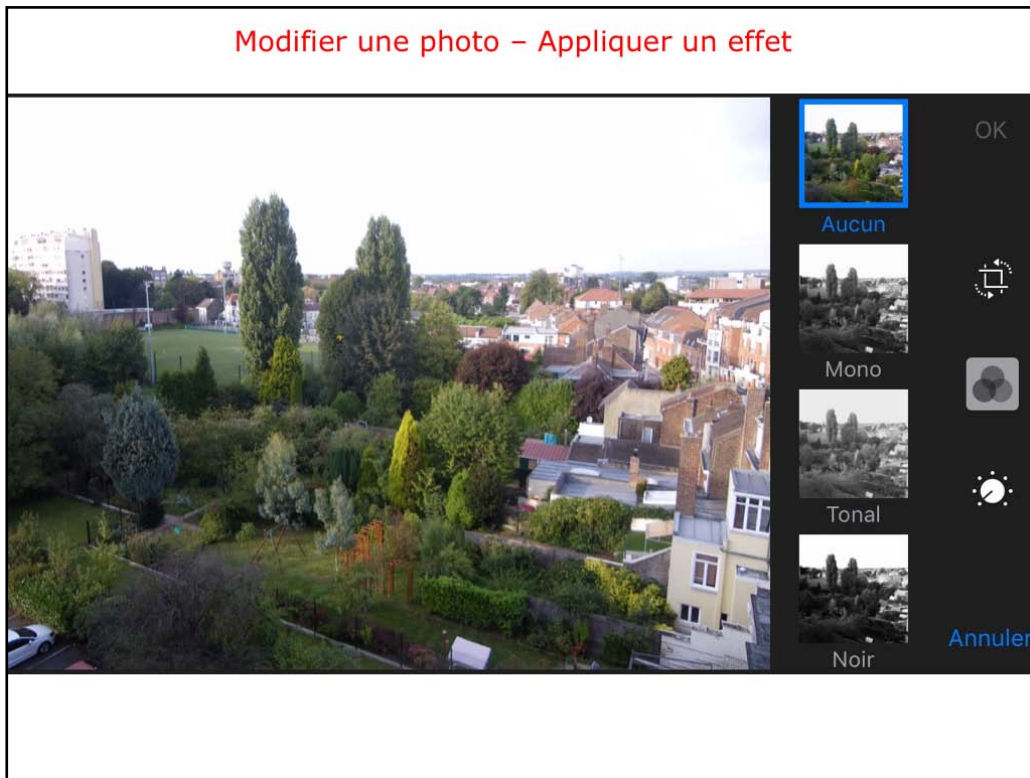 Modifier une photo – Appliquer un effet
OK
Aucun
Mono
Tonal
Noir
Annuler